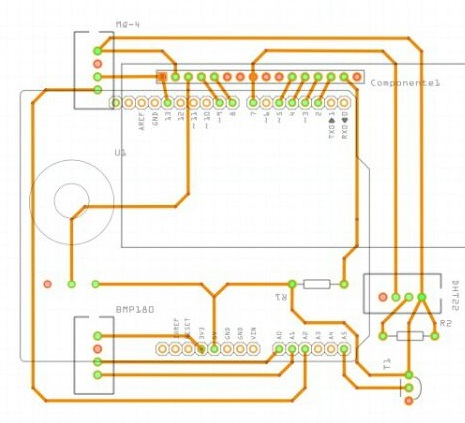 MQ-4
Componente1
AREF
GND
13
12
~11
~10
~9
8
7
~6
~5
4
~3
2
TX0▲1
RX0▼0
U1
R1
DHT22
BMP180
R2
T1
IOREF
RESET
3V3
5V
GND
GND
VIN
A0
A1
A2
A3
A4
A5